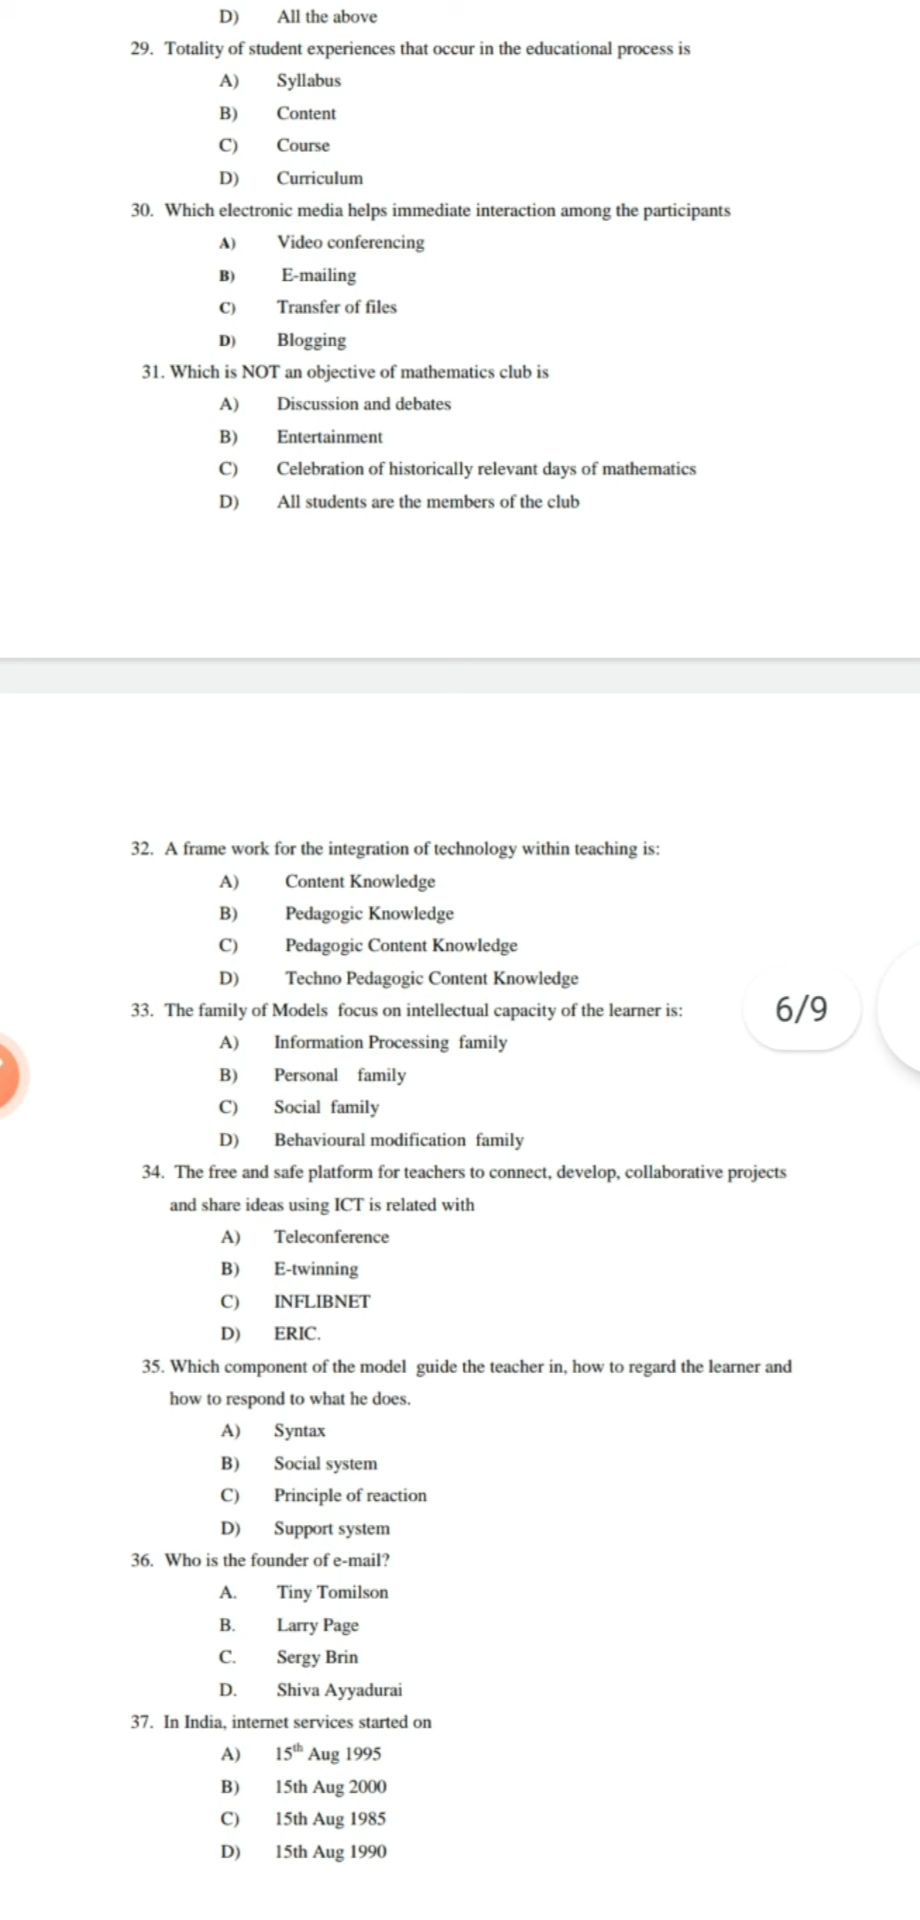 D) All the above
29. Totality of student experiences that occur in the educational process is
A) Syllabus
B) Content
C) Course
D) Curriculum
30. Which electronic media helps immediate interaction among the participants
A) Video conferencing
B) E-mailing
C) Transfer of files
D) Blogging
31. Which is NOT an objective of mathematics club is
A) Discussion and debates
B) Entertainment
C) Celebration of historically relevant days of mathematics
D) All students are the members of the club
32. A frame work for the integration of technology within teaching is:
A) Content Knowledge
B) Pedagogic Knowledge
C) Pedagogic Content Knowledge
D) Techno Pedagogic Content Knowledge
33. The family of Models focus on intellectual capacity of the learner is:
6/9
A) Information Processing family
B) Personal family
C) Social family
D) Behavioural modification family
34. The free and safe platform for teachers to connect, develop, collaborative projects
and share ideas using ICT is related with
A) Teleconference
B) E-twinning
C) INFLIBNET
D) ERIC.
35. Which component of the model guide the teacher in, how to regard the learner and
how to respond to what he does.
A) Syntax
B) Social system
C) Principle of reaction
D) Support system
36. Who is the founder of e-mail?
A. Tiny Tomilson
B. Larry Page
C. Sergy Brin
D. Shiva Ayyadurai
37. In India, internet services started on
A) 15th Aug 1995
B) 15th Aug 2000
C) 15th Aug 1985
D) 15th Aug 1990